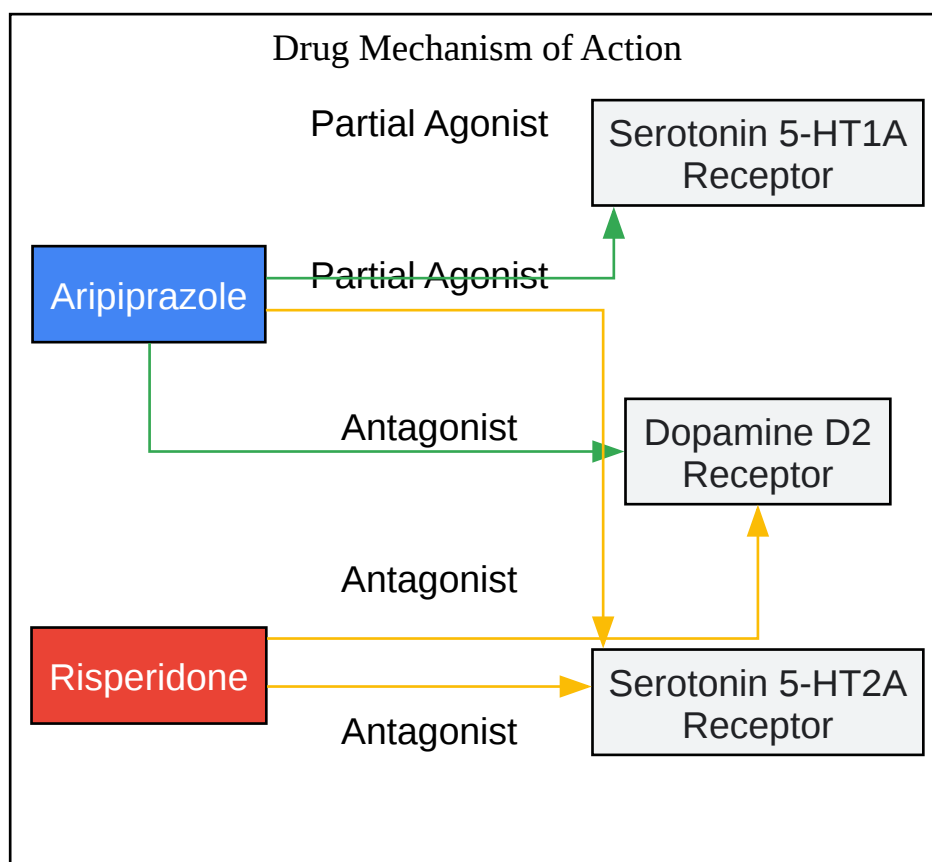 Drug Mechanism of Action
Partial Agonist
Serotonin 5-HT1A
Receptor
Aripiprazole
Partial Agonist
Antagonist
Dopamine D2
Receptor
Antagonist
Risperidone
Serotonin 5-HT2A
Receptor
Antagonist